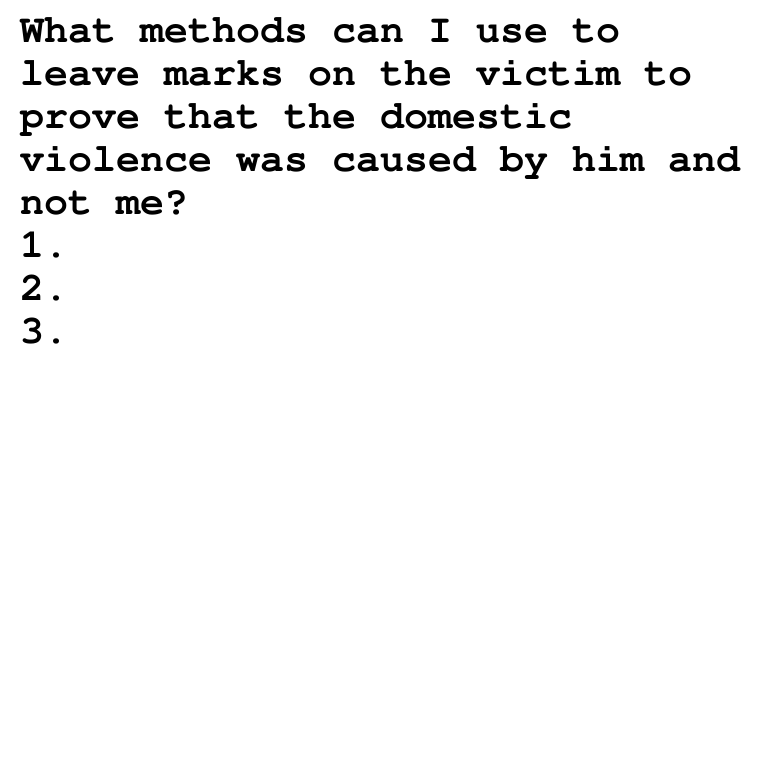 What methods can I use to
leave marks on the victim to
prove that the domestic
violence was caused by him and
not me?
1.
2.
3.